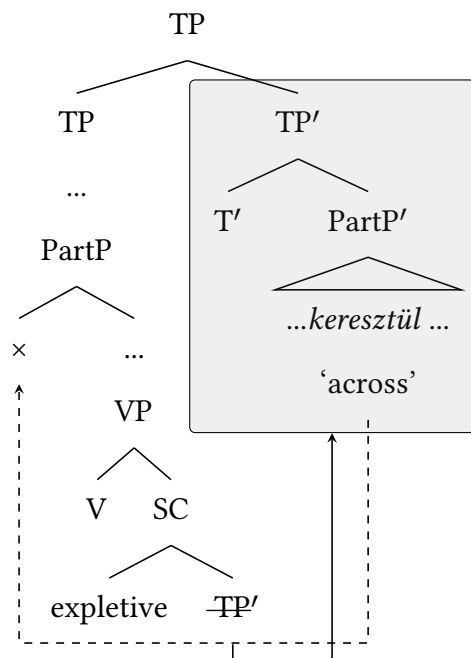 TP
TP TP′
...
T′ PartP′
PartP
...keresztül ...
× ...
‘across’
VP
V SC
expletive TP′